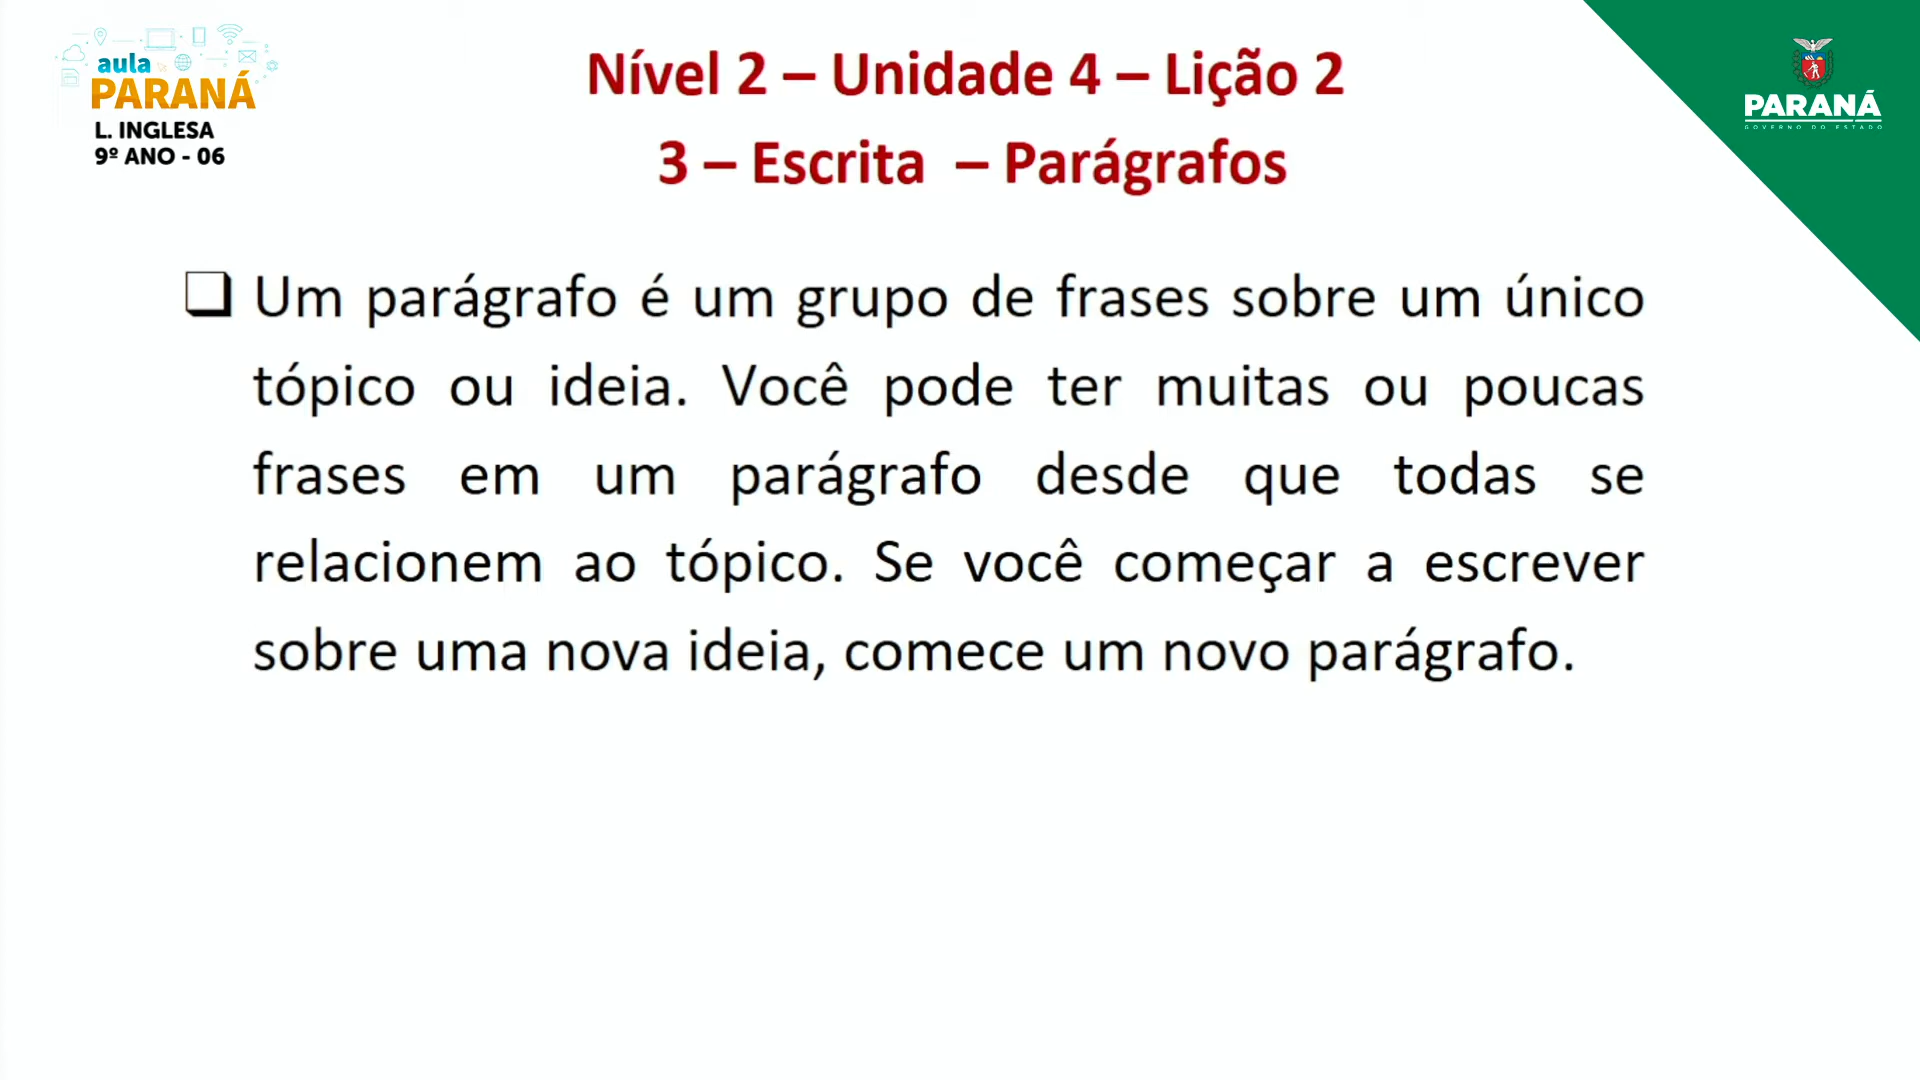 aula
PARANÁ
L. INGLESA
9º ANO - 06
Nível 2 – Unidade 4 – Lição 2
3 – Escrita – Parágrafos
PARANÁ
GOVERNO DO ESTADO
Um parágrafo é um grupo de frases sobre um único
tópico ou ideia. Você pode ter muitas ou poucas
frases em um parágrafo desde que todas se
relacionem ao tópico. Se você começar a escrever
sobre uma nova ideia, comece um novo parágrafo.